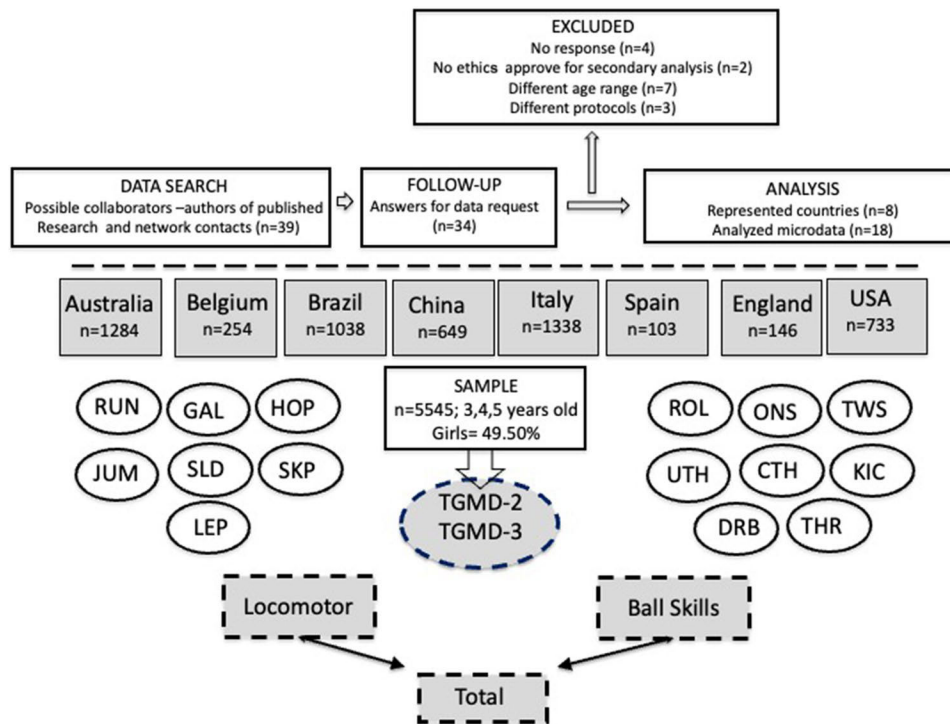 EXCLUDED
No response (n=4)
No ethics approve for secondary analysis (n=2)
Different age range (n=7)
Different protocols (n=3)
DATA SEARCH
Possible collaborators –authors of published
Research and network contacts (n=39)
FOLLOW-UP
Answers for data request
(n=34)
ANALYSIS
Represented countries (n=8)
Analyzed microdata (n=18)
Australia
n=1284
Belgium
n=254
Brazil
n=1038
China
n=649
Italy
n=1338
Spain
n=103
England
n=146
USA
n=733
SAMPLE
n=5545; 3,4,5 years old
Girls= 49.50%
RUN
GAL
HOP
JUM
SLD
SKP
LEP
TGMD-2
TGMD-3
ROL
ONS
TWS
UTH
CTH
KIC
DRB
THR
Locomotor
Ball Skills
Total